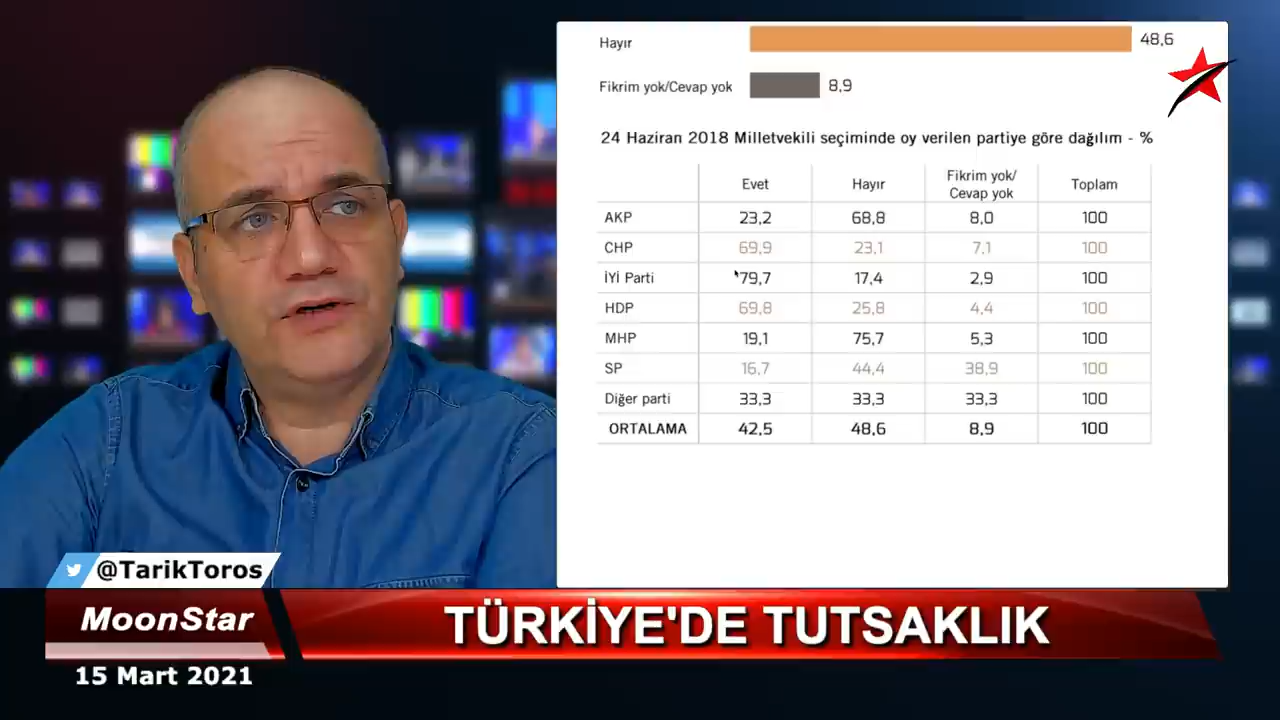 Hayır 48,6
Fikrim yok/Cevap yok 8,9
24 Haziran 2018 Milletvekili seçiminde oy verilen partiye göre dağılım - %
Evet Hayır Fikrim yok/ Toplam
Cevap yok
AKP 23,2 68,8 8,0 100
CHP 69,9 23,1 7,1 100
İYİ Parti 79,7 17,4 2,9 100
HDP 69,8 25,8 4,4 100
MHP 19,1 75,7 5,3 100
SP 16,7 44,4 38,9 100
Diğer parti 33,3 33,3 33,3 100
ORTALAMA 42,5 48,6 8,9 100
@TarikToros
MoonStar
TÜRKİYE'DE TUTSAKLIK
15 Mart 2021